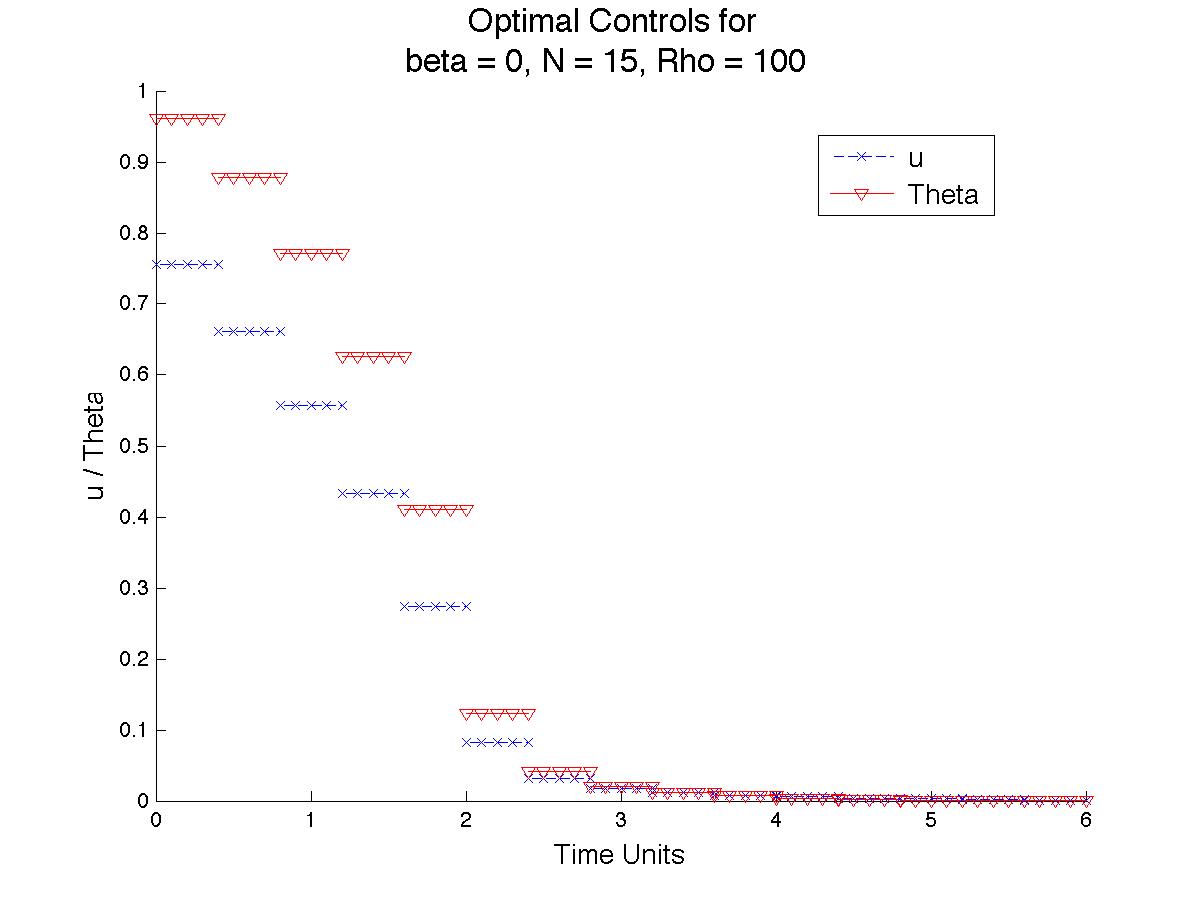 Optimal Controls for
beta = 0, N = 15, Rho = 100
1
0.9
0.8
0.7
0.6
0.5
0.4
0.3
0.2
0.1
0
u / Theta
u
Theta
0 1 2 3 4 5 6
Time Units